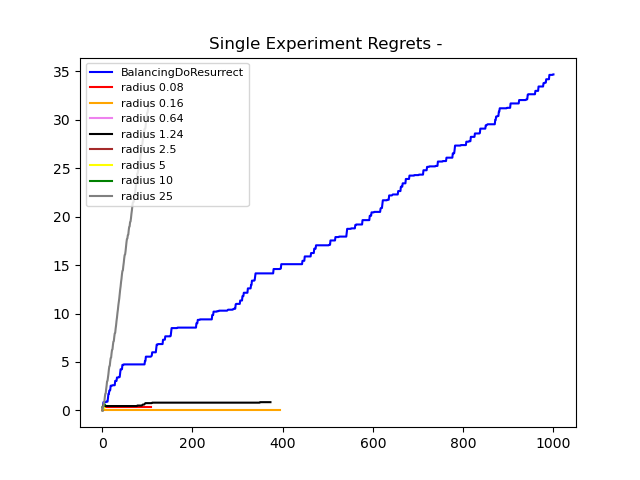 Single Experiment Regrets -
35
30
25
20
15
10
5
0
BalancingDoResurrect
radius 0.08
radius 0.16
radius 0.64
radius 1.24
radius 2.5
radius 5
radius 10
radius 25
0 200 400 600 800 1000